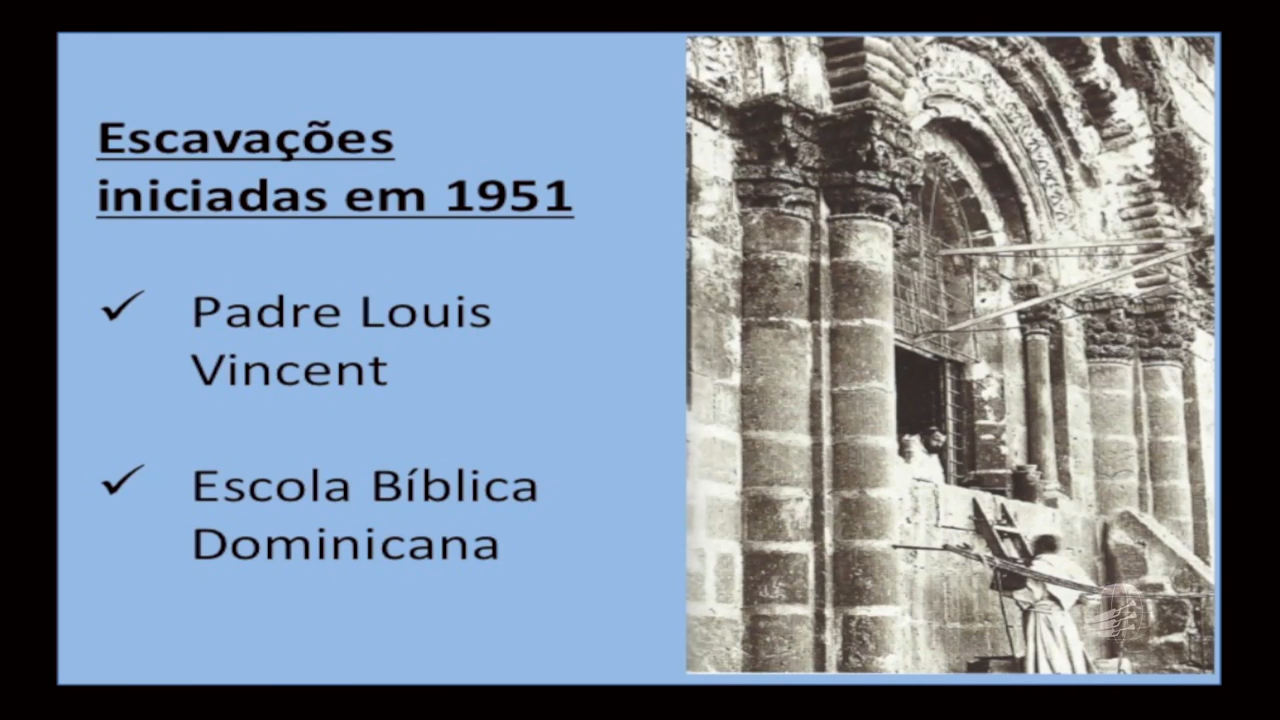 Escavações
iniciadas em 1951
✓ Padre Louis
Vincent
✓ Escola Bíblica
Dominicana